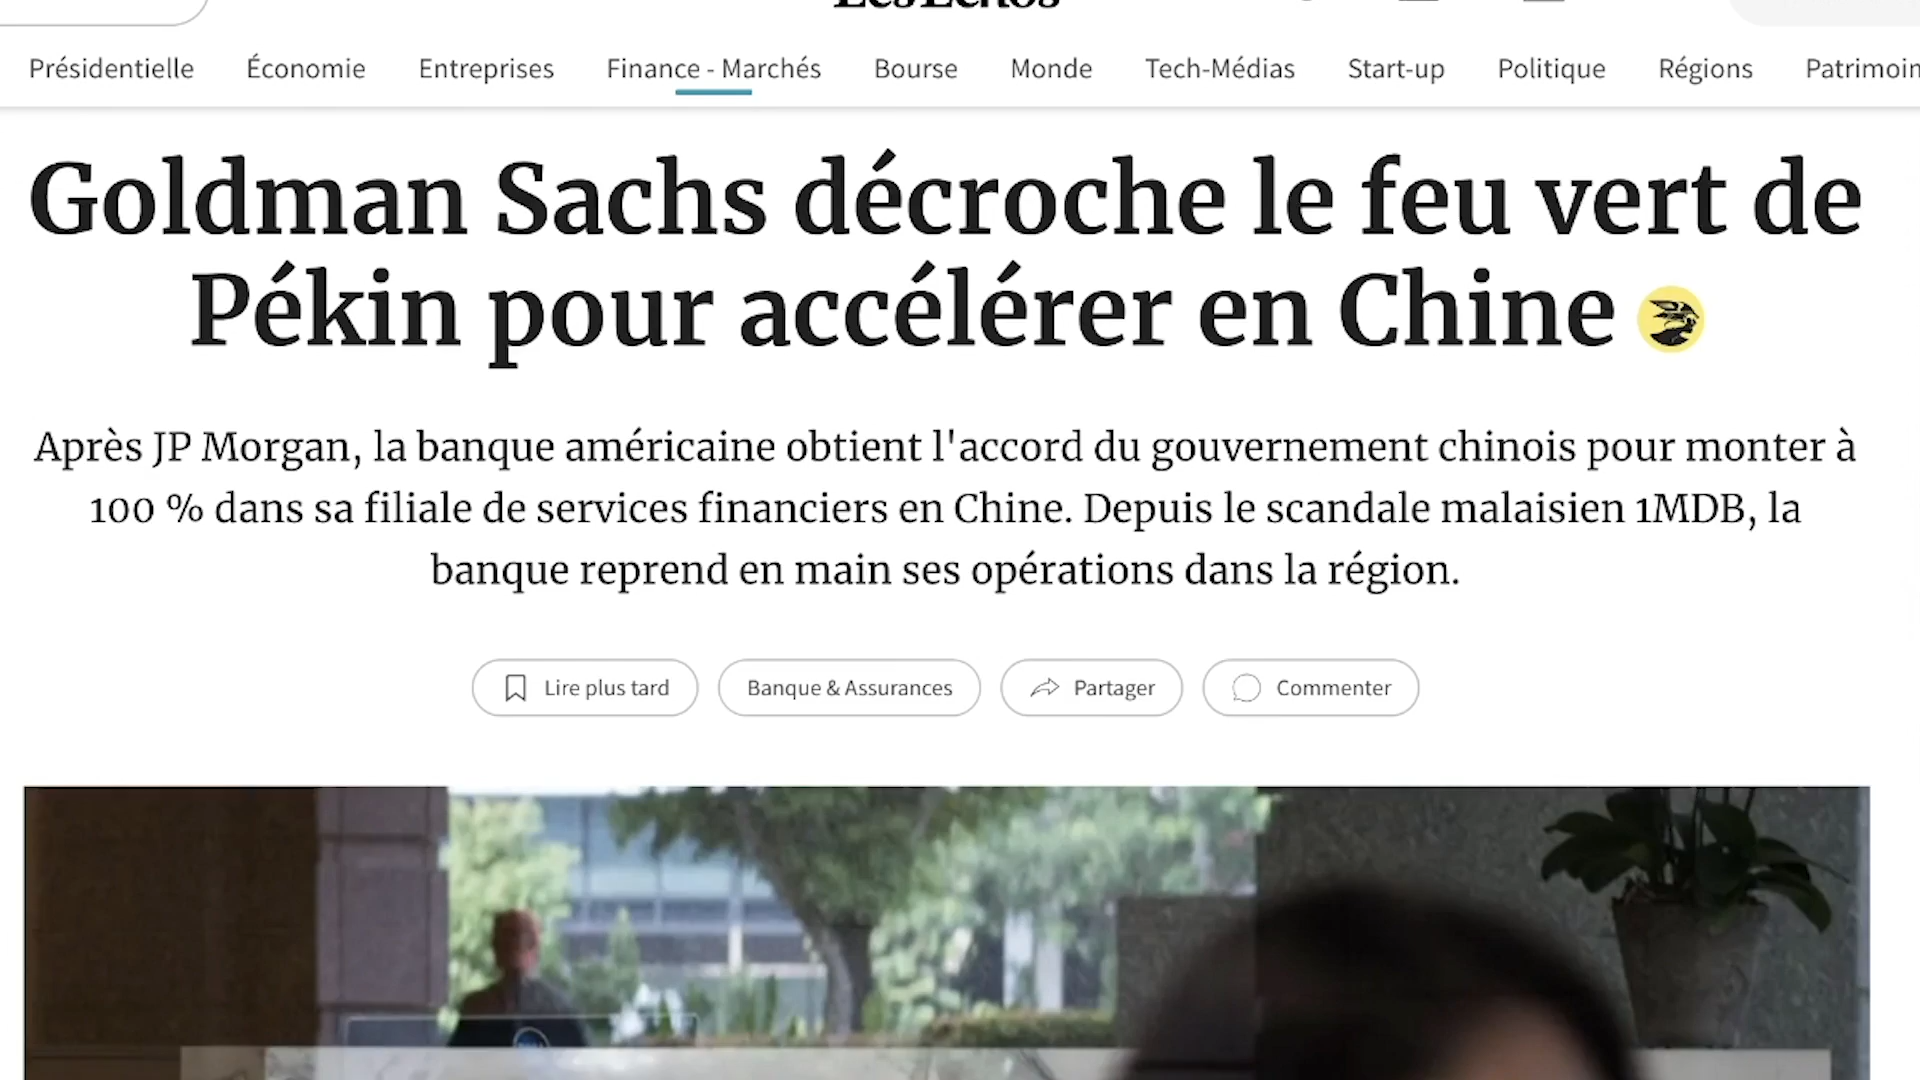 Les Echos
Présidentielle Économie Entreprises Finance - Marchés Bourse Monde Tech-Médias Start-up Politique Régions
Goldman Sachs décroche le feu vert de
Pékin pour accélérer en Chine
Après JP Morgan, la banque américaine obtient l'accord du gouvernement chinois pour monter à
100 % dans sa filiale de services financiers en Chine. Depuis le scandale malaisien 1MDB, la
banque reprend en main ses opérations dans la région.
Lire plus tard Banque & Assurances Partager Commenter